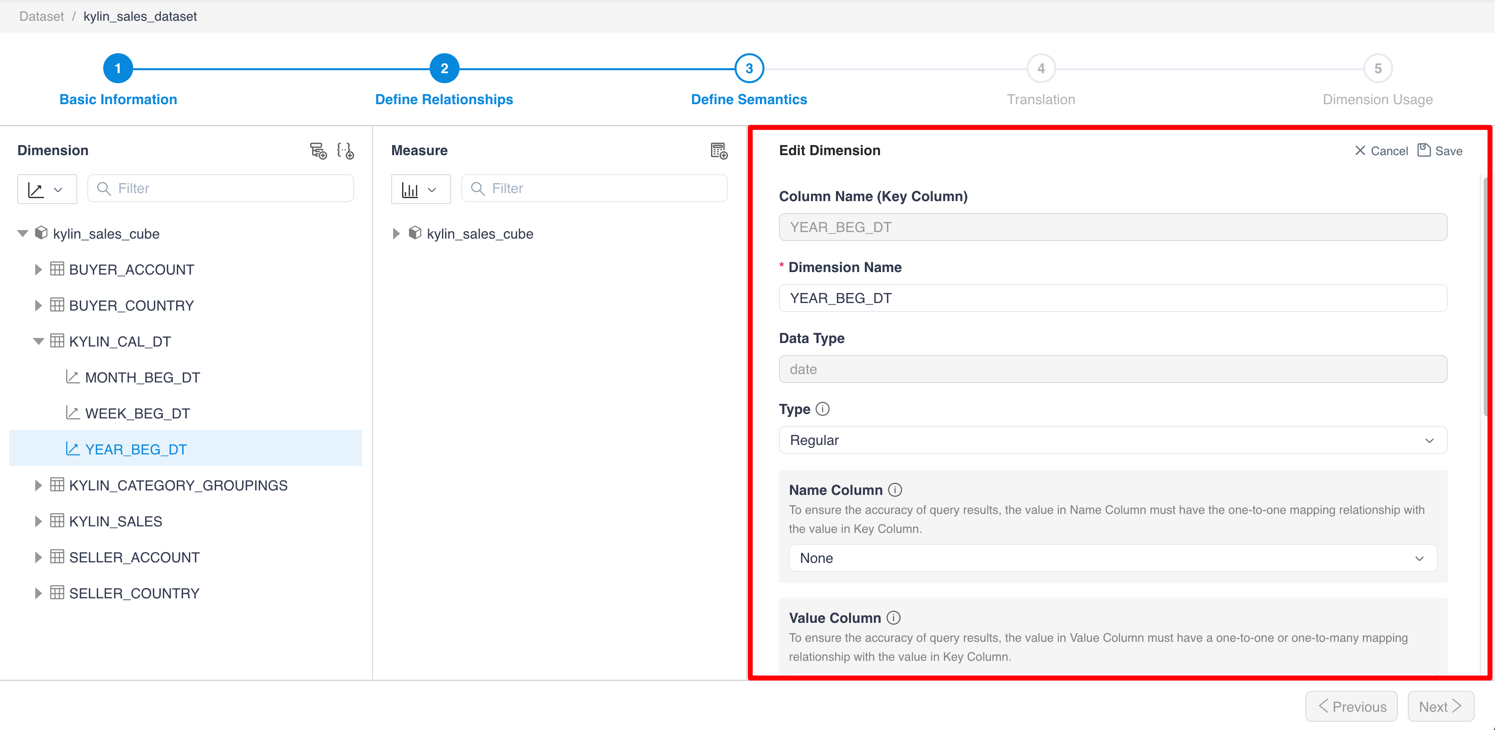 Dataset / kylin_sales_dataset
1
2
3
4
5
Basic Information
Define Relationships
Define Semantics
Translation
Dimension Usage
Dimension
Filter
kylin_sales_cube
BUYER_ACCOUNT
BUYER_COUNTRY
KYLIN_CAL_DT
MONTH_BEG_DT
WEEK_BEG_DT
YEAR_BEG_DT
KYLIN_CATEGORY_GROUPINGS
KYLIN_SALES
SELLER_ACCOUNT
SELLER_COUNTRY
Measure
Filter
kylin_sales_cube
Edit Dimension
Cancel
Save
Column Name (Key Column)
YEAR_BEG_DT
* Dimension Name
YEAR_BEG_DT
Data Type
date
Type
Regular
Name Column
To ensure the accuracy of query results, the value in Name Column must have the one-to-one mapping relationship with
the value in Key Column.
None
Value Column
To ensure the accuracy of query results, the value in Value Column must have a one-to-one or one-to-many mapping
relationship with the value in Key Column.
Previous
Next